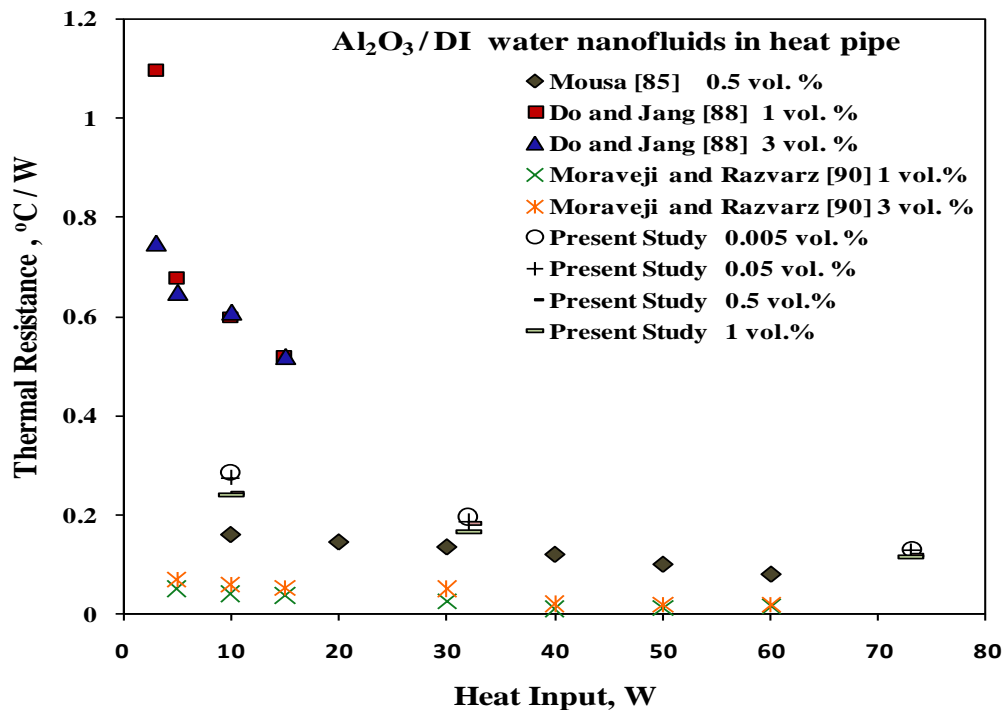 Al₂O₃ / DI water nanofluids in heat pipe
Mousa [85] 0.5 vol. %
Do and Jang [88] 1 vol. %
Do and Jang [88] 3 vol. %
Moraveji and Razvarz [90] 1 vol.%
Moraveji and Razvarz [90] 3 vol. %
Present Study 0.005 vol. %
Present Study 0.05 vol. %
Present Study 0.5 vol.%
Present Study 1 vol.%
Thermal Resistance , ºC / W
1.2
1
0.8
0.6
0.4
0.2
0
0 10 20 30 40 50 60 70 80
Heat Input, W